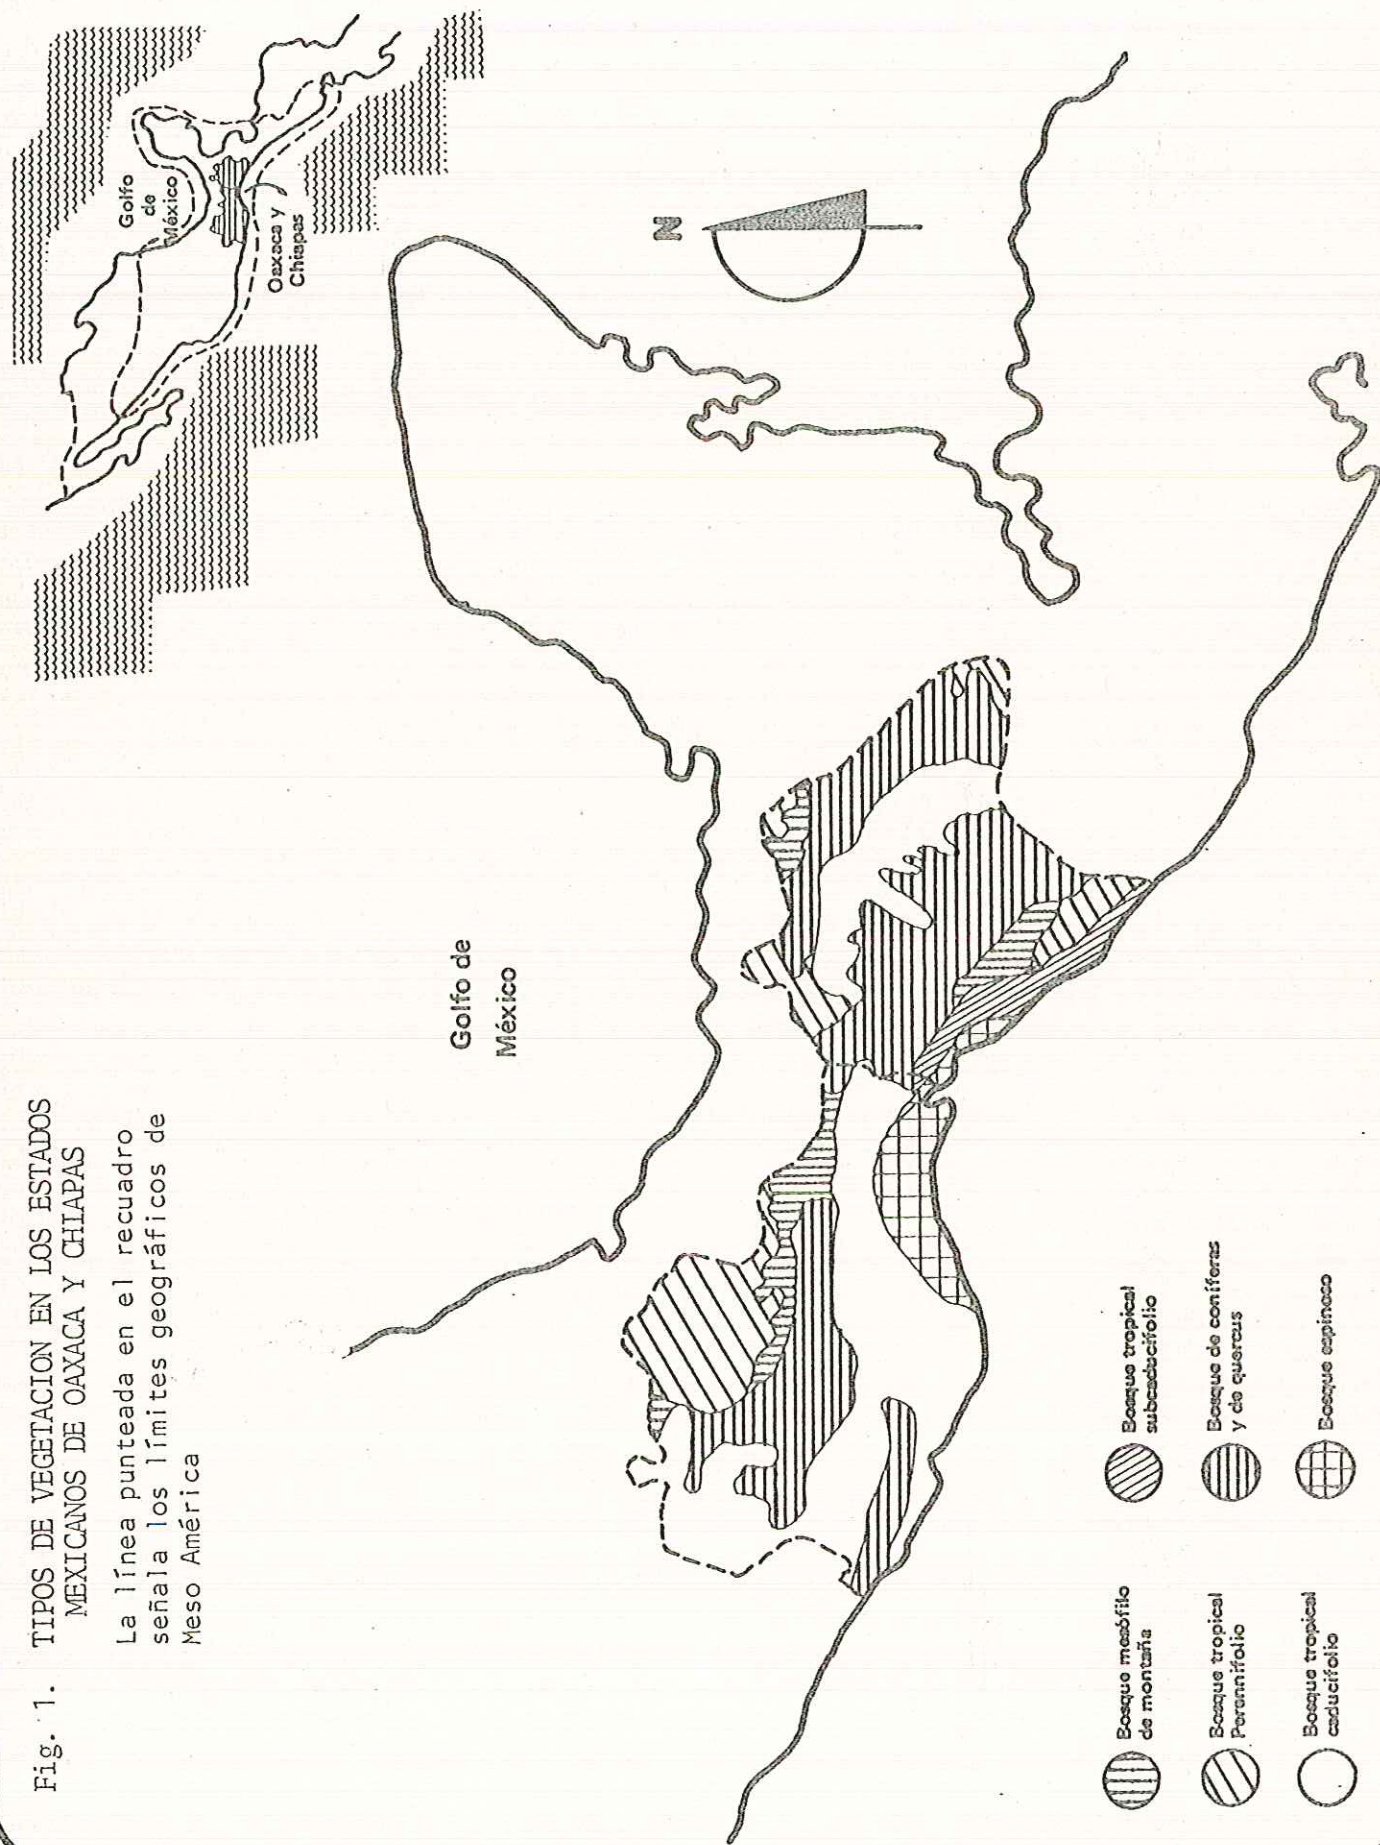 Fig. 1. TIPOS DE VEGETACION EN LOS ESTADOS
MEXICANOS DE OAXACA Y CHIAPAS
La línea punteada en el recuadro
señala los límites geográficos de
Meso América
Golfo
de
México
Oaxaca y
Chiapas
N
Golfo de
México
Bosque mesófilo
de montaña
Bosque tropical
Perannifolio
Bosque tropical
caducifolio
Bosque tropical
subcaducifolio
Bosque de coníferas
y de quercus
Bosque espinoso